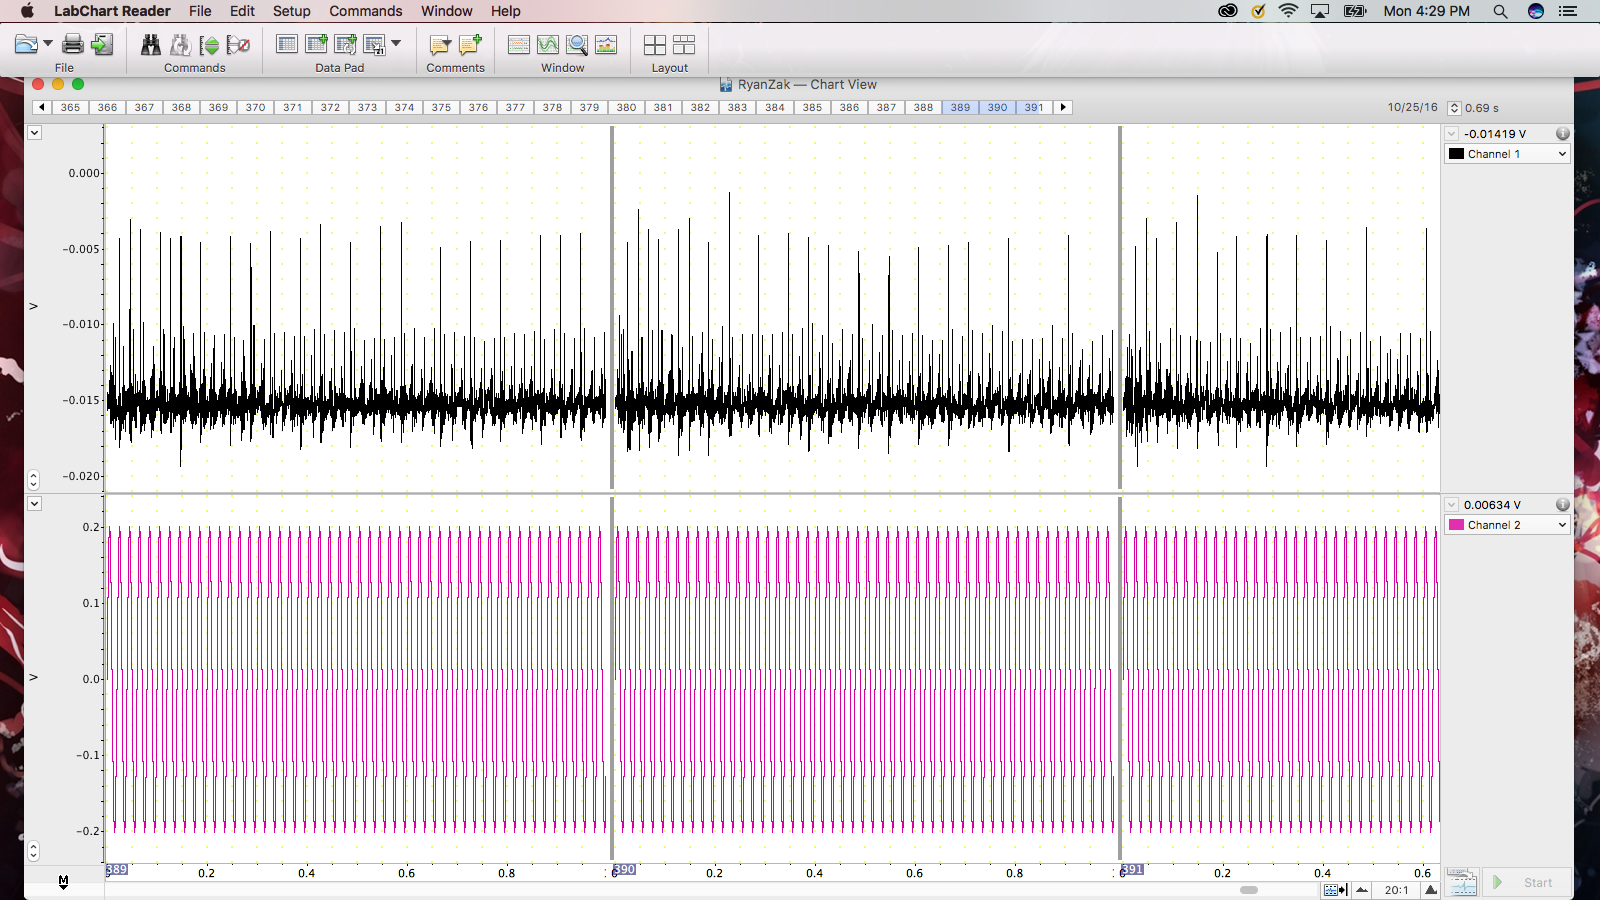 LabChart Reader File Edit Setup Commands Window Help Mon 4:29 PM
File Commands Data Pad Comments Window Layout
RyanZak — Chart View
365 366 367 368 369 370 371 372 373 374 375 376 377 378 379 380 381 382 383 384 385 386 387 388 389 390 391 10/25/16 0.69 s
-0.01419 V
Channel 1
0.000
-0.005
V
-0.010
-0.015
-0.020
0.00634 V
Channel 2
0.2
0.1
V
0.0
-0.1
-0.2
389 0.2 0.4 0.6 0.8 390 0.2 0.4 0.6 0.8 391 0.2 0.4 0.6
M 20:1 Start